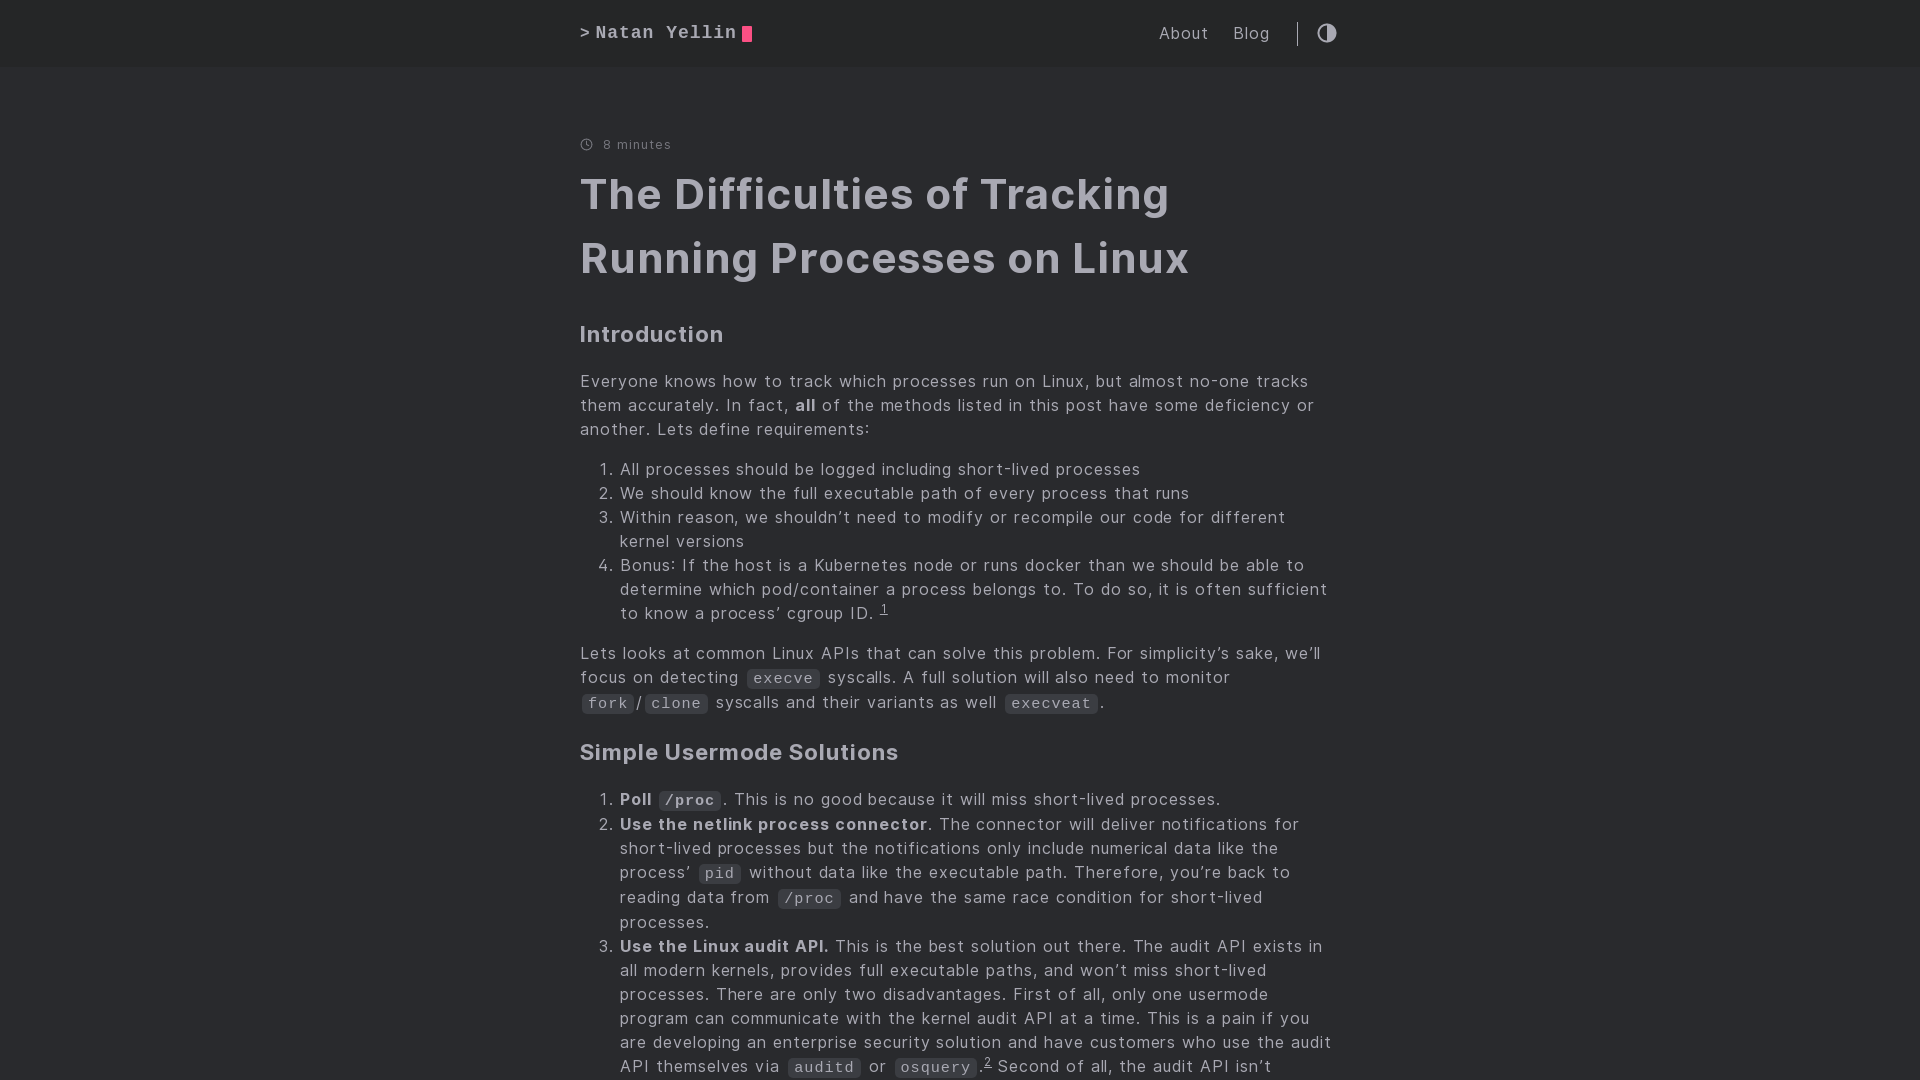 > Natan Yellin
About
Blog
8 minutes
The Difficulties of Tracking
Running Processes on Linux
Introduction
Everyone knows how to track which processes run on Linux, but almost no-one tracks
them accurately. In fact, all of the methods listed in this post have some deficiency or
another. Lets define requirements:
1. All processes should be logged including short-lived processes
2. We should know the full executable path of every process that runs
3. Within reason, we shouldn’t need to modify or recompile our code for different
kernel versions
4. Bonus: If the host is a Kubernetes node or runs docker than we should be able to
determine which pod/container a process belongs to. To do so, it is often sufficient
to know a process’ cgroup ID. 1
Lets looks at common Linux APIs that can solve this problem. For simplicity’s sake, we’ll
focus on detecting execve syscalls. A full solution will also need to monitor
fork/clone syscalls and their variants as well execveat.
Simple Usermode Solutions
1. Poll /proc. This is no good because it will miss short-lived processes.
2. Use the netlink process connector. The connector will deliver notifications for
short-lived processes but the notifications only include numerical data like the
process’ pid without data like the executable path. Therefore, you’re back to
reading data from /proc and have the same race condition for short-lived
processes.
3. Use the Linux audit API. This is the best solution out there. The audit API exists in
all modern kernels, provides full executable paths, and won’t miss short-lived
processes. There are only two disadvantages. First of all, only one usermode
program can communicate with the kernel audit API at a time. This is a pain if you
are developing an enterprise security solution and have customers who use the audit
API themselves via auditd or osquery.2 Second of all, the audit API isn’t